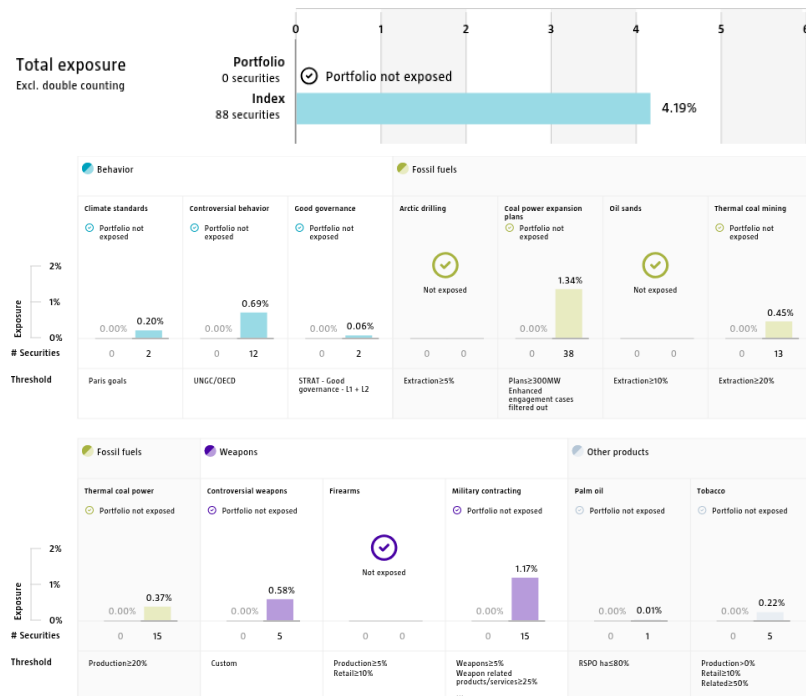 0 1 2 3 4 5 6
Total exposure
Excl. double counting
Portfolio
0 securities
Portfolio not exposed
Index
88 securities
4.19%
Behavior
Fossil fuels
Climate standards
Portfolio not
exposed
Controversial behavior
Portfolio not
exposed
Good governance
Portfolio not
exposed
Arctic drilling
Coal power expansion
plans
Portfolio not
exposed
Oil sands
Thermal coal mining
Portfolio not
exposed
Exposure
2%
1%
0%
0.00% 0.20%
0.00% 0.69%
0.00% 0.06%
Not exposed
0.00% 1.34%
Not exposed
0.00% 0.45%
# Securities 0 2 0 12 0 2 0 0 0 38 0 0 0 13
Threshold
Paris goals
UNGC/OECD
STRAT - Good
governance - L1 + L2
Extraction≥5%
Plans≥300MW
Enhanced
engagement cases
filtered out
Extraction≥10%
Extraction≥20%
Fossil fuels
Weapons
Other products
Thermal coal power
Portfolio not exposed
Controversial weapons
Portfolio not exposed
Firearms
Military contracting
Portfolio not exposed
Palm oil
Portfolio not exposed
Tobacco
Portfolio not exposed
Exposure
2%
1%
0%
0.00% 0.37%
0.00% 0.58%
Not exposed
0.00% 1.17%
0.00% 0.01%
0.00% 0.22%
# Securities 0 15 0 5 0 0 0 15 0 1 0 5
Threshold
Production≥20%
Custom
Production≥5%
Retail≥10%
Weapons≥5%
Weapon related
products/services≥25%
RSPO ha≤80%
Production>0%
Retail≥10%
Related≥50%